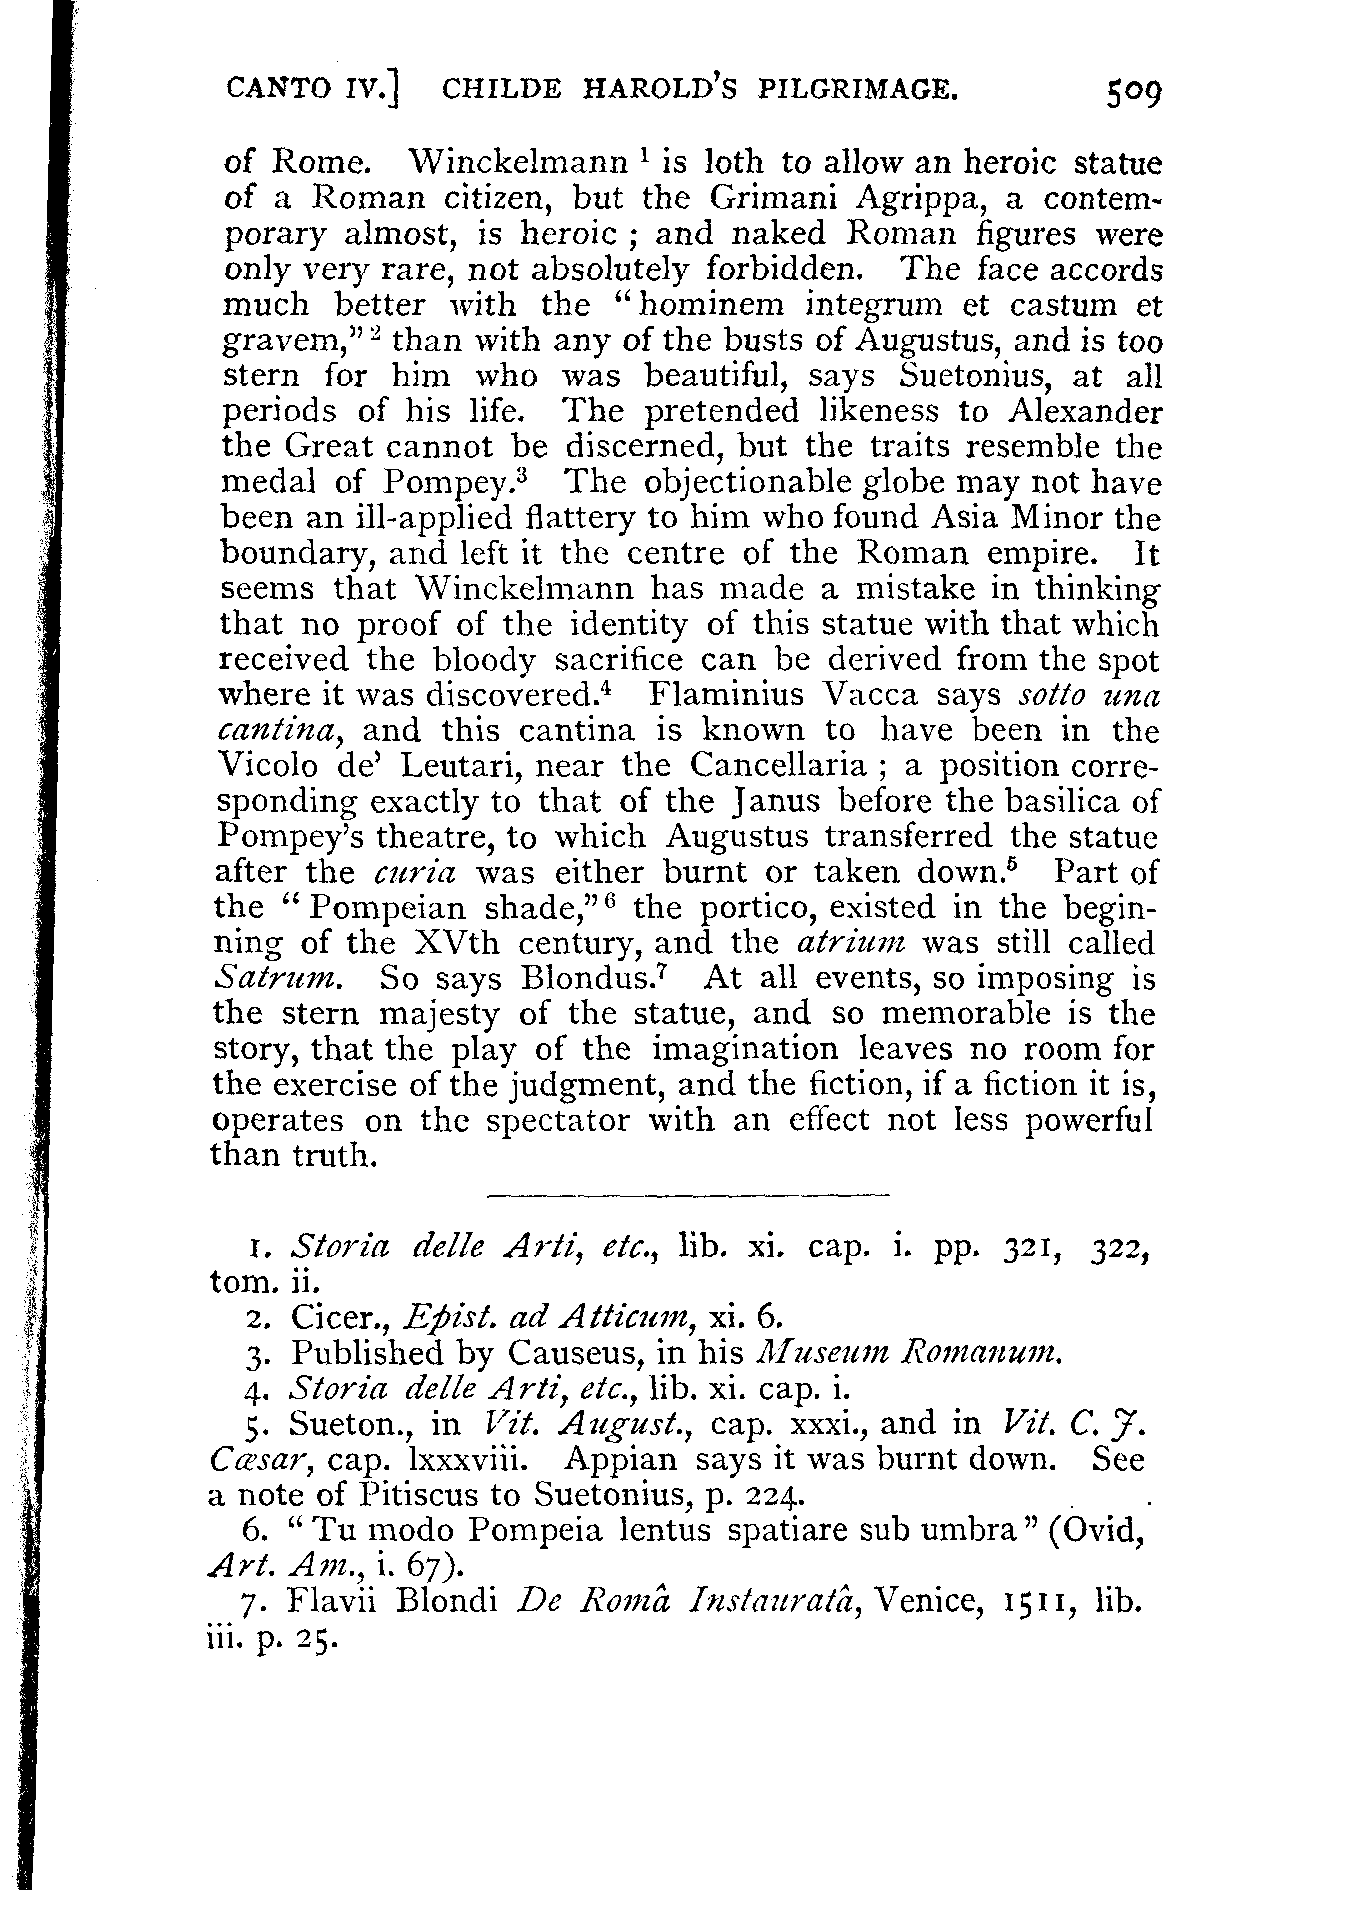 CANTO IV.] CHILDE HAROLD'S PILGRIMAGE. 509
of Rome. Winckelmann ¹ is loth to allow an heroic statue
of a Roman citizen, but the Grimani Agrippa, a contem-
porary almost, is heroic ; and naked Roman figures were
only very rare, not absolutely forbidden. The face accords
much better with the “hominem integrum et castum et
gravem,” ² than with any of the busts of Augustus, and is too
stern for him who was beautiful, says Suetonius, at all
periods of his life. The pretended likeness to Alexander
the Great cannot be discerned, but the traits resemble the
medal of Pompey.³ The objectionable globe may not have
been an ill-applied flattery to him who found Asia Minor the
boundary, and left it the centre of the Roman empire. It
seems that Winckelmann has made a mistake in thinking
that no proof of the identity of this statue with that which
received the bloody sacrifice can be derived from the spot
where it was discovered.⁴ Flaminius Vacca says sotto una
cantina, and this cantina is known to have been in the
Vicolo de’ Leutari, near the Cancellaria ; a position corre-
sponding exactly to that of the Janus before the basilica of
Pompey’s theatre, to which Augustus transferred the statue
after the curia was either burnt or taken down.⁵ Part of
the “Pompeian shade,” ⁶ the portico, existed in the begin-
ning of the XVth century, and the atrium was still called
Satrum. So says Blondus.⁷ At all events, so imposing is
the stern majesty of the statue, and so memorable is the
story, that the play of the imagination leaves no room for
the exercise of the judgment, and the fiction, if a fiction it is,
operates on the spectator with an effect not less powerful
than truth.
1. Storia delle Arti, etc., lib. xi. cap. i. pp. 321, 322,
tom. ii.
2. Cicer., Epist. ad Atticum, xi. 6.
3. Published by Causeus, in his Museum Romanum.
4. Storia delle Arti, etc., lib. xi. cap. i.
5. Sueton., in Vit. August., cap. xxxi., and in Vit. C. J.
Cæsar, cap. lxxxviii. Appian says it was burnt down. See
a note of Pitiscus to Suetonius, p. 224.
6. “Tu modo Pompeia lentus spatiare sub umbra” (Ovid,
Art. Am., i. 67).
7. Flavii Blondi De Româ Instauratâ, Venice, 1511, lib.
iii. p. 25.